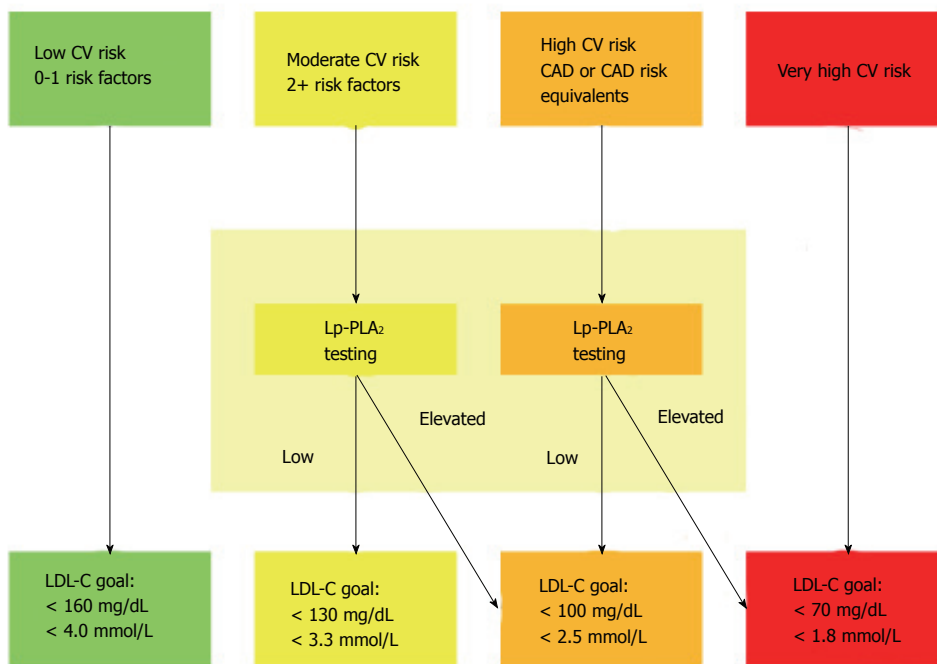 Low CV risk
0-1 risk factors
Moderate CV risk
2+ risk factors
High CV risk
CAD or CAD risk
equivalents
Very high CV risk
Lp-PLA₂
testing
Lp-PLA₂
testing
Low
Elevated
Low
Elevated
LDL-C goal:
< 160 mg/dL
< 4.0 mmol/L
LDL-C goal:
< 130 mg/dL
< 3.3 mmol/L
LDL-C goal:
< 100 mg/dL
< 2.5 mmol/L
LDL-C goal:
< 70 mg/dL
< 1.8 mmol/L